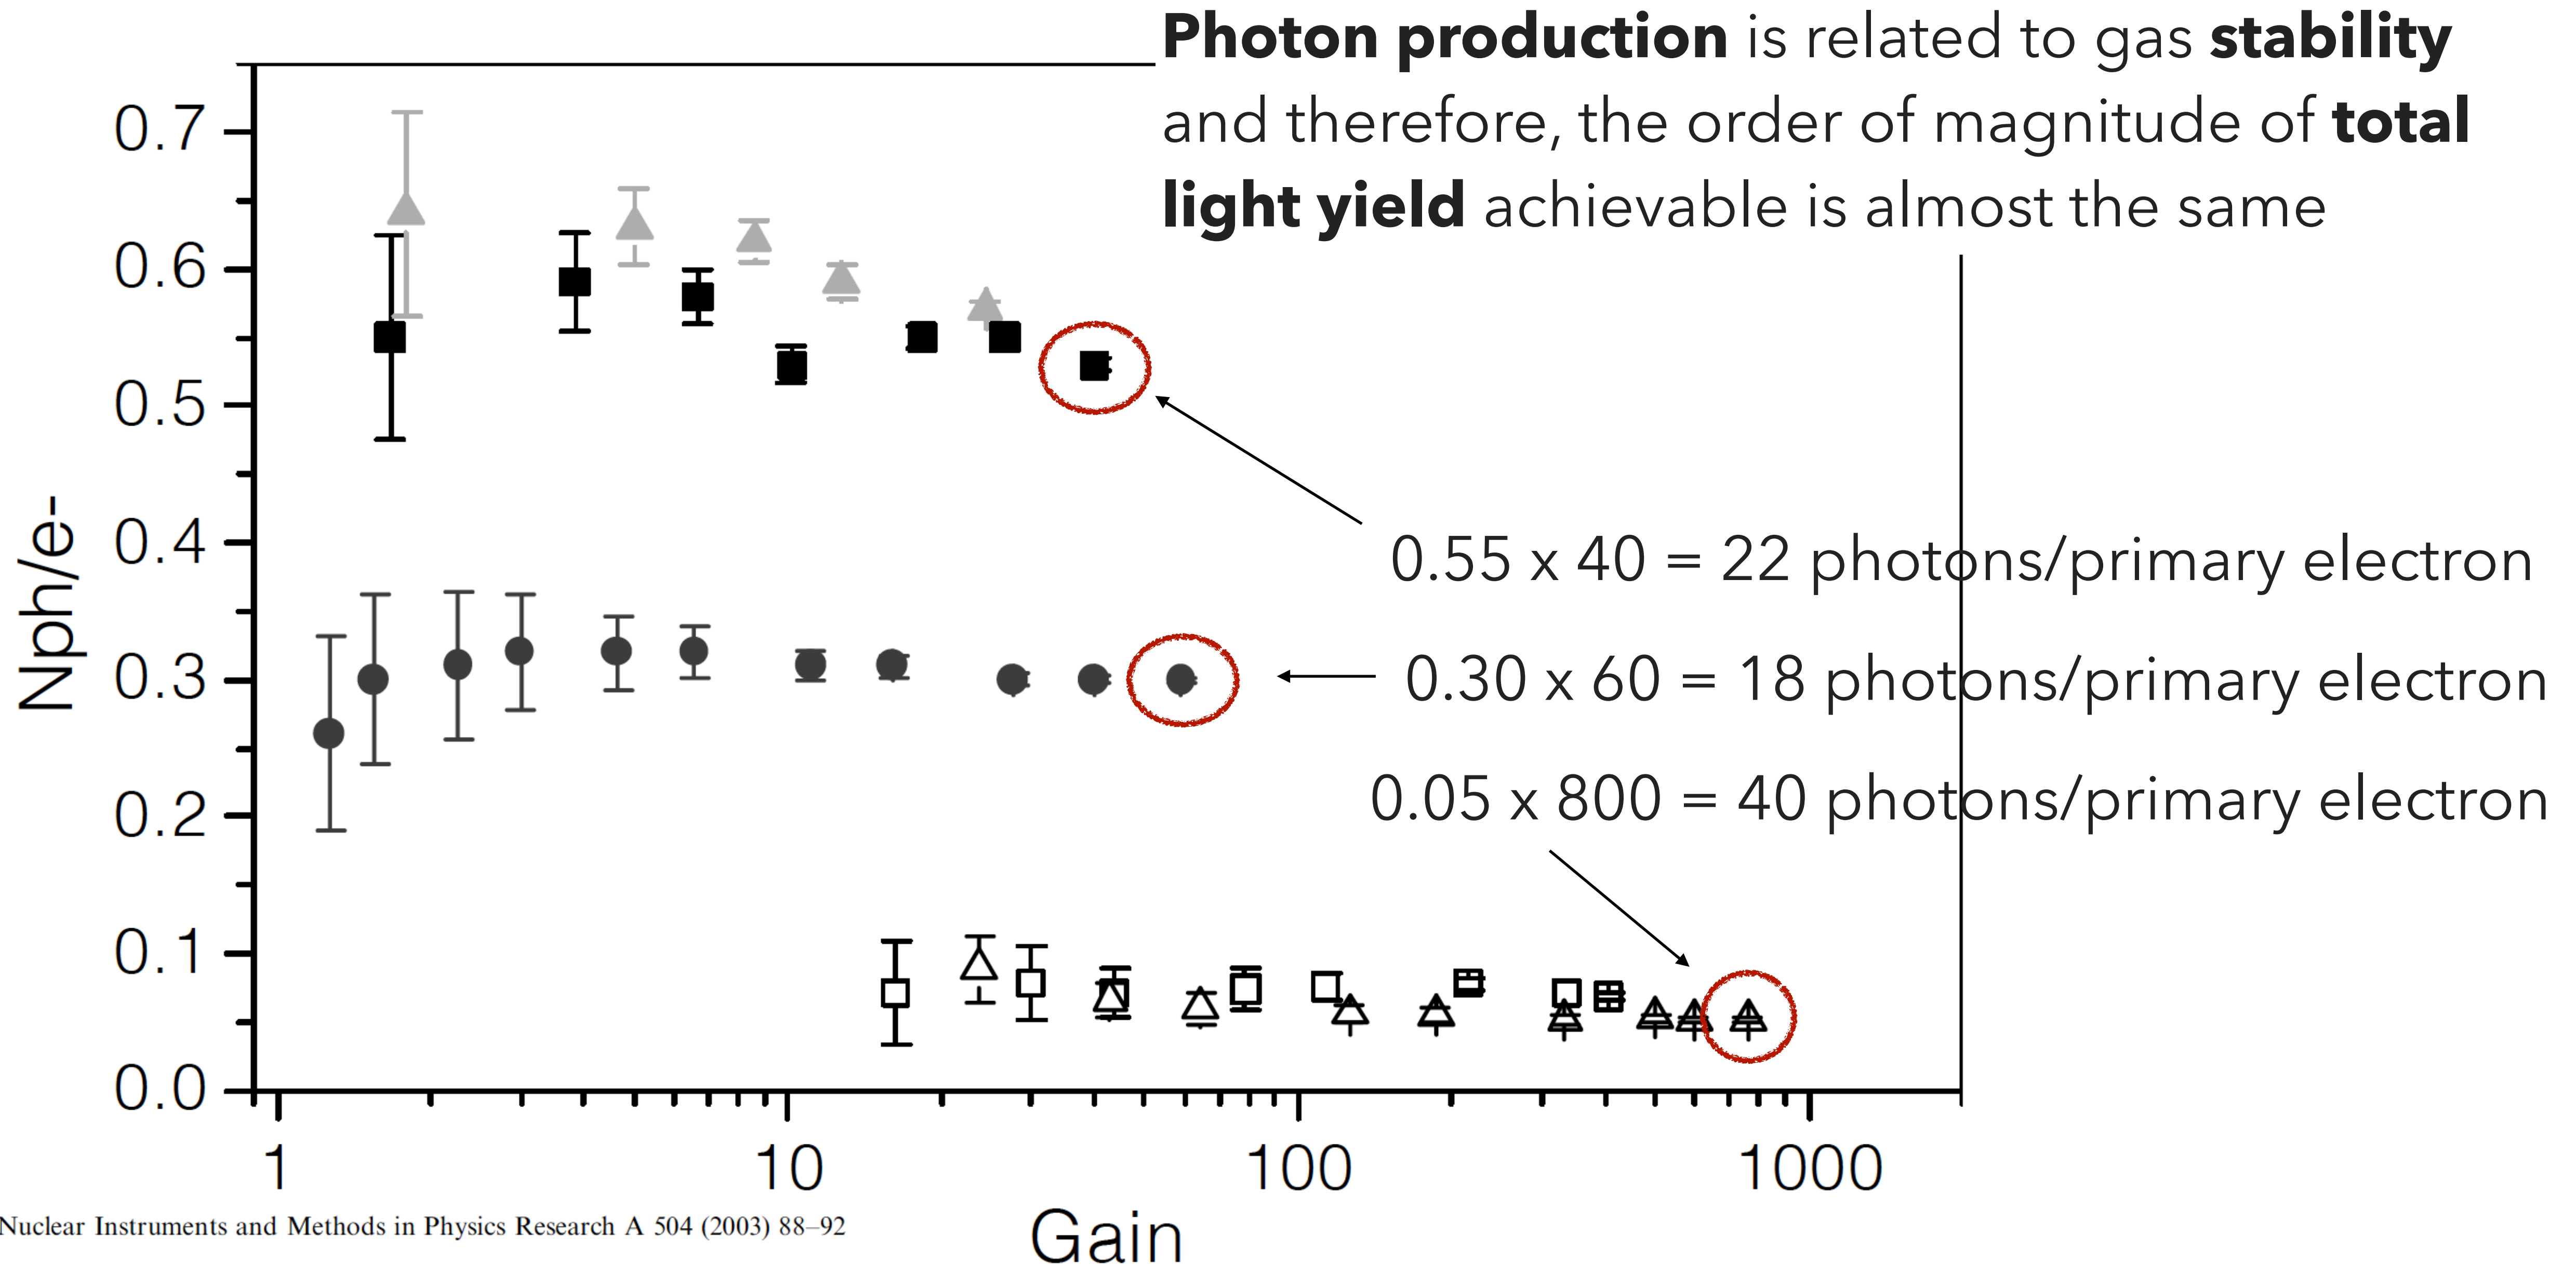 Photon production is related to gas stability
and therefore, the order of magnitude of total
light yield achievable is almost the same
0.7
0.6
0.5
0.4
0.3
0.2
0.1
0.0
Nph/e-
0.55 x 40 = 22 photons/primary electron
0.30 x 60 = 18 photons/primary electron
0.05 x 800 = 40 photons/primary electron
1 10 100 1000
Nuclear Instruments and Methods in Physics Research A 504 (2003) 88–92
Gain